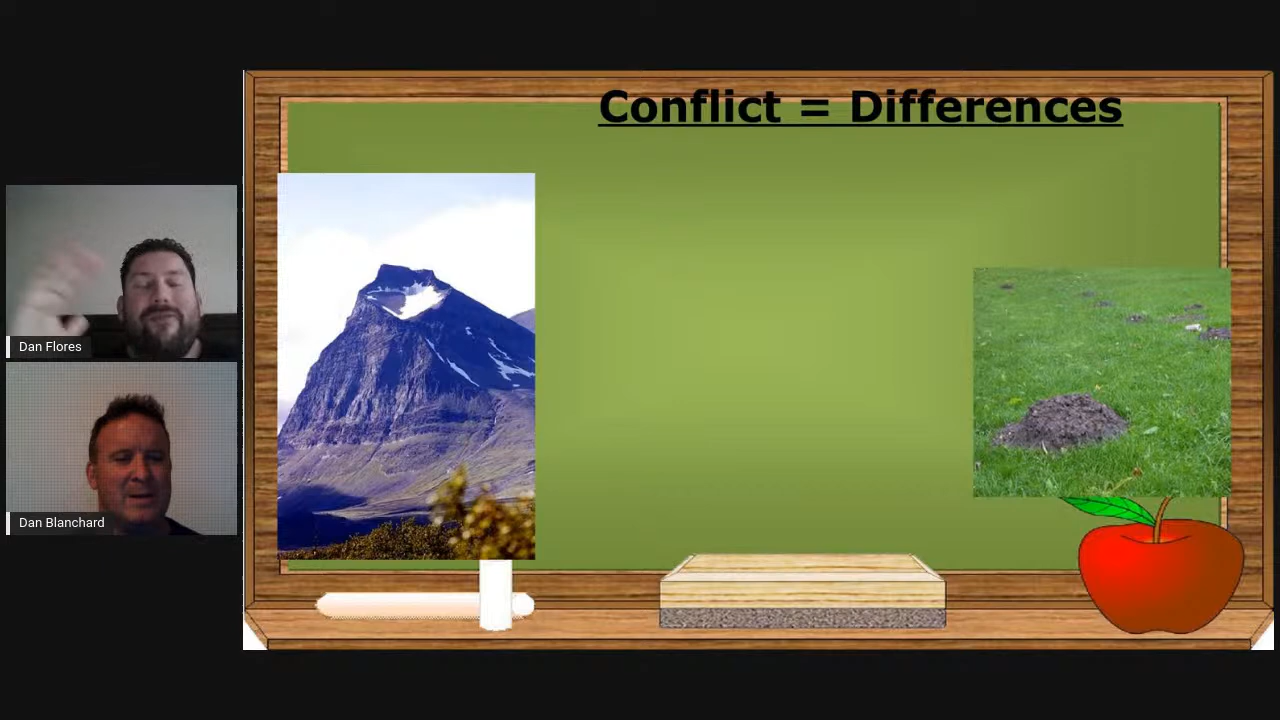 Conflict = Differences
Dan Flores
Dan Blanchard